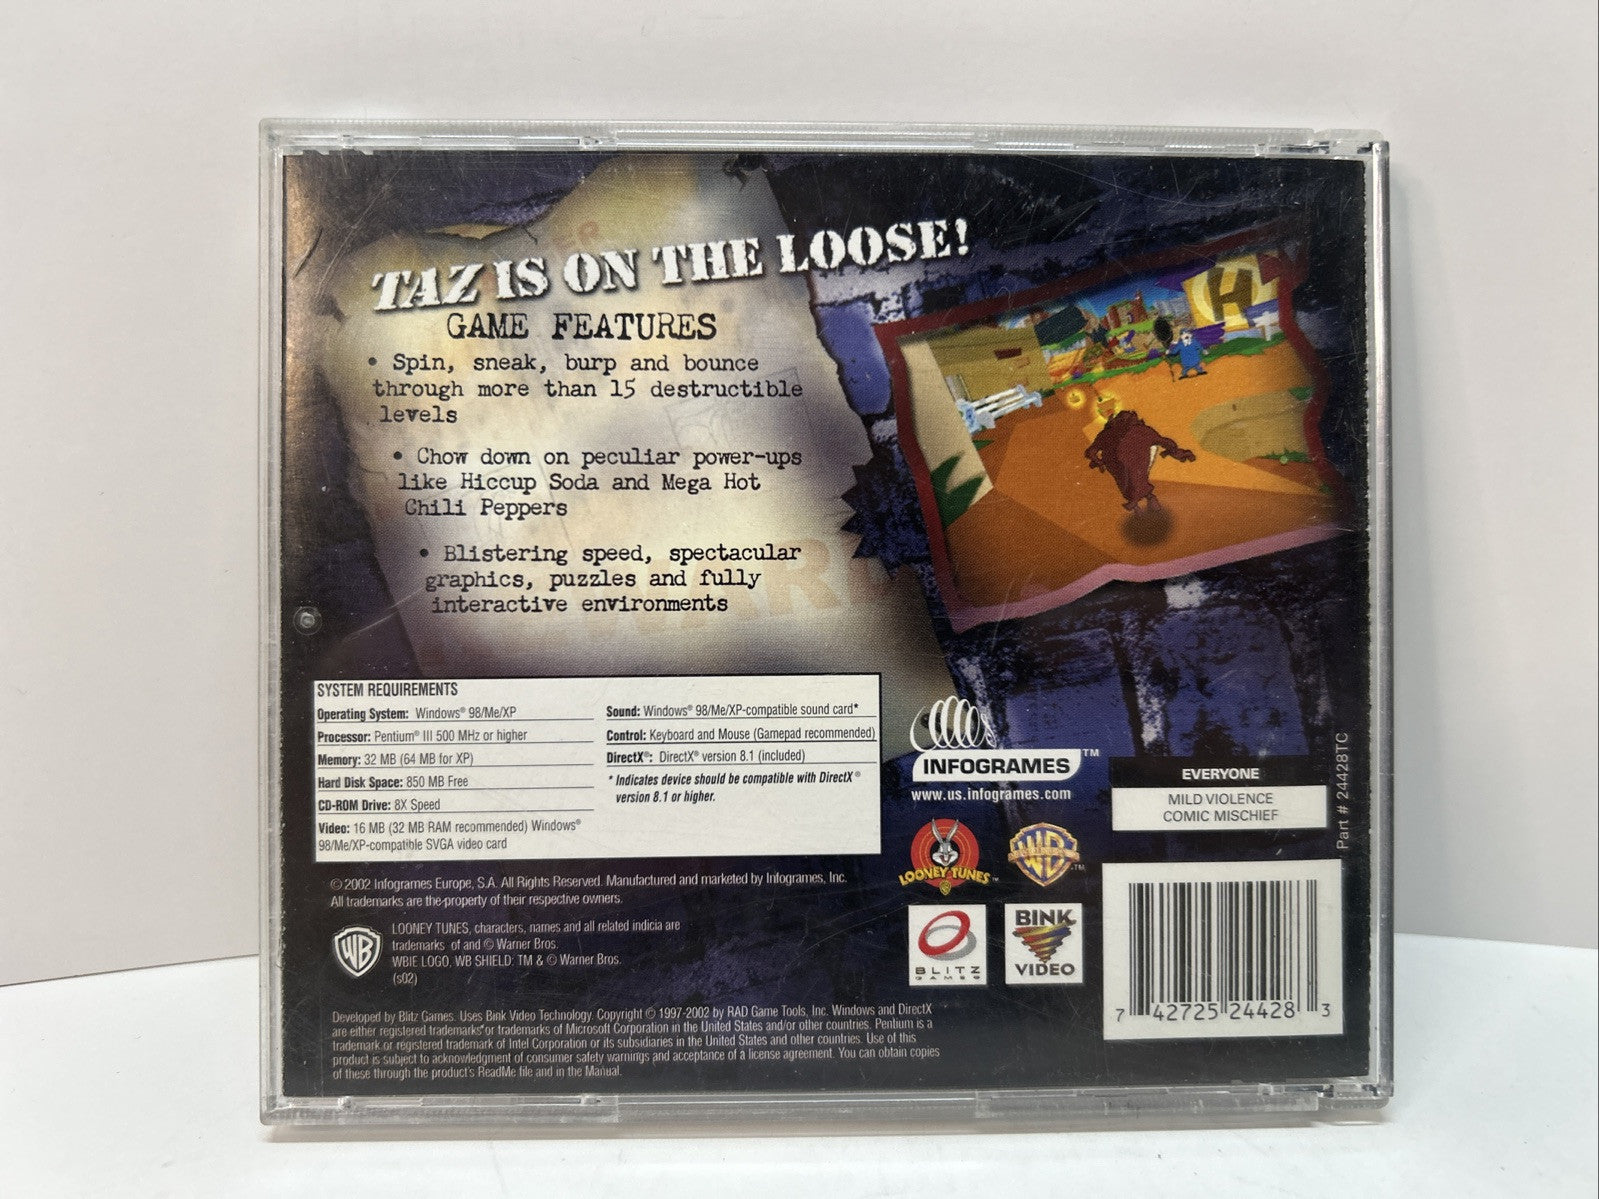 TAZ IS ON THE LOOSE!
GAME FEATURES
• Spin, sneak, burp and bounce
through more than 15 destructible
levels
• Chow down on peculiar power-ups
like Hiccup Soda and Mega Hot
Chili Peppers
• Blistering speed, spectacular
graphics, puzzles and fully
interactive environments
H
SYSTEM REQUIREMENTS
Operating System: Windows® 98/Me/XP
Processor: Pentium® III 500 MHz or higher
Memory: 32 MB (64 MB for XP)
Hard Disk Space: 850 MB Free
CD-ROM Drive: 8X Speed
Video: 16 MB (32 MB RAM recommended) Windows®
98/Me/XP-compatible SVGA video card
Sound: Windows® 98/Me/XP-compatible sound card*
Control: Keyboard and Mouse (Gamepad recommended)
DirectX®: DirectX® version 8.1 (included)
* Indicates device should be compatible with DirectX®
version 8.1 or higher.
INFOGRAMES™
www.us.infogrames.com
EVERYONE
MILD VIOLENCE
COMIC MISCHIEF
Part # 24428TC
LOONEY TUNES™
WB™
BLITZ
GAMES
BINK
VIDEO
7 42725 24428 3
© 2002 Infogrames Europe, S.A. All Rights Reserved. Manufactured and marketed by Infogrames, Inc.
All trademarks are the property of their respective owners.
WB
LOONEY TUNES, characters, names and all related indicia are
trademarks of and © Warner Bros.
WBIE LOGO, WB SHIELD: TM & © Warner Bros.
(s02)
Developed by Blitz Games. Uses Bink Video Technology. Copyright © 1997-2002 by RAD Game Tools, Inc. Windows and DirectX
are either registered trademarks or trademarks of Microsoft Corporation in the United States and/or other countries. Pentium is a
trademark or registered trademark of Intel Corporation or its subsidiaries in the United States and other countries. Use of this
product is subject to acknowledgment of consumer safety warnings and acceptance of a license agreement. You can obtain copies
of these through the product's ReadMe file and in the Manual.